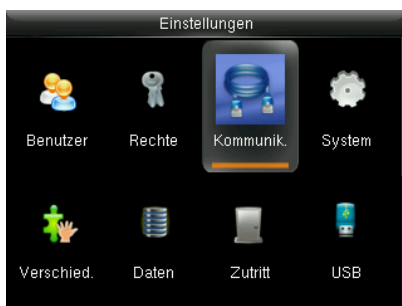 Einstellungen
Benutzer Rechte Kommunik. System
Verschied. Daten Zutritt USB